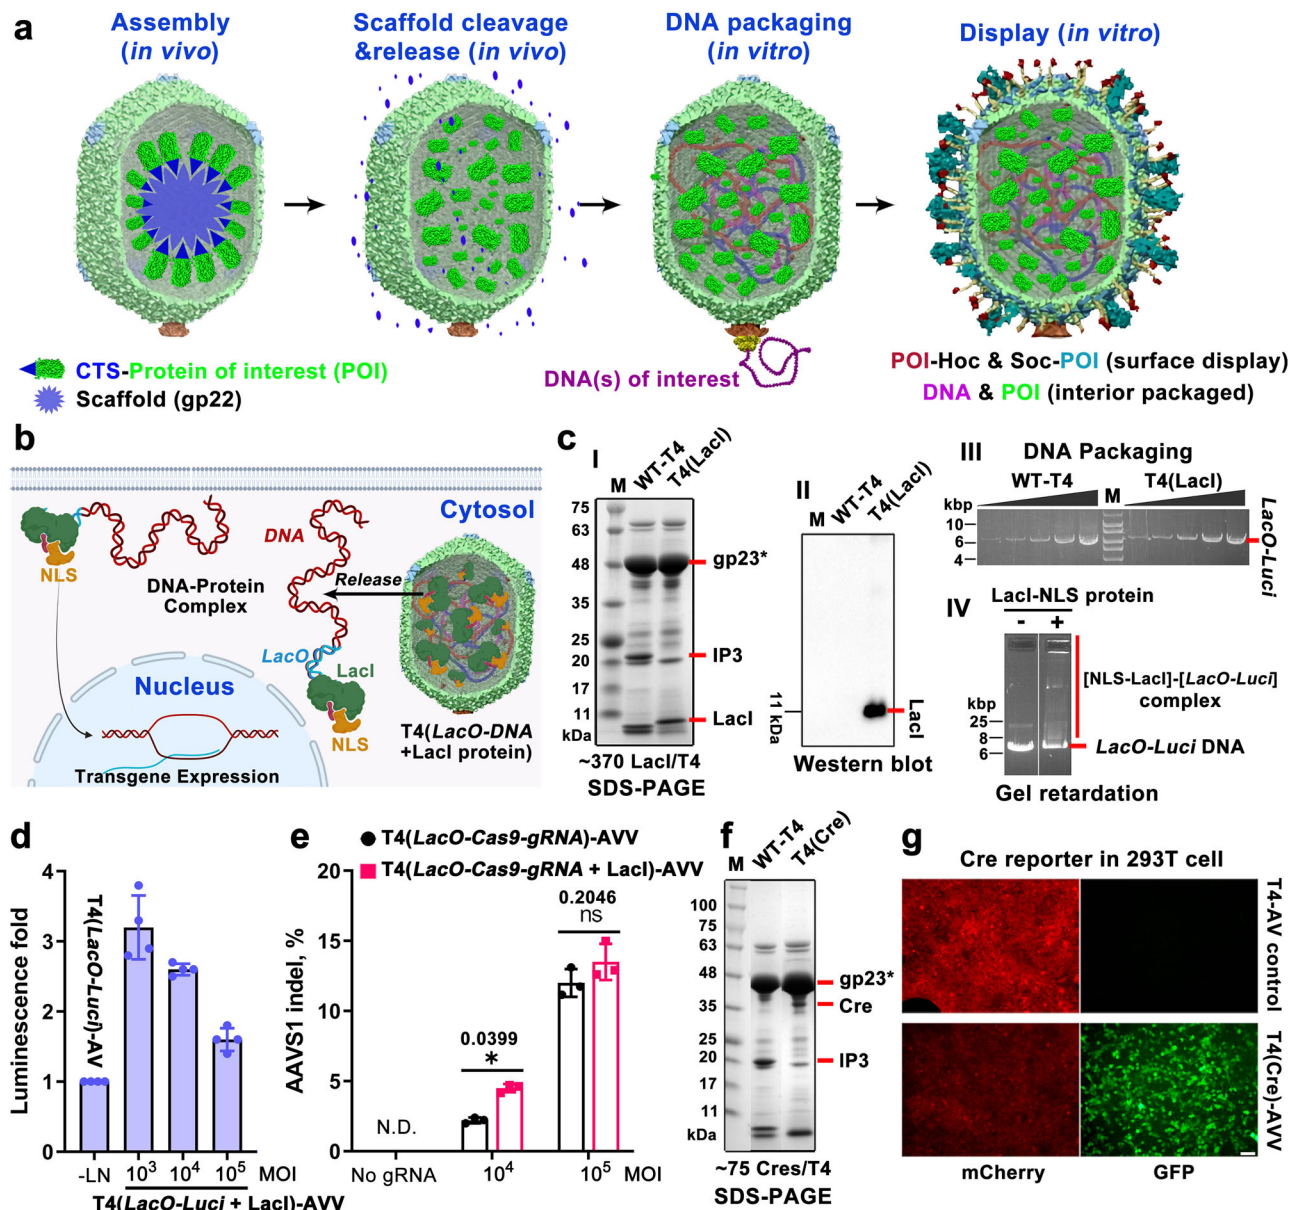 a
Assembly
(in vivo)
Scaffold cleavage
&release (in vivo)
DNA packaging
(in vitro)
Display (in vitro)
CTS-Protein of interest (POI)
Scaffold (gp22)
DNA(s) of interest
POI-Hoc & Soc-POI (surface display)
DNA & POI (interior packaged)
b
Cytosol
NLS
DNA-Protein
Complex
DNA
Release
LacO
LacI
NLS
Nucleus
Transgene Expression
T4(LacO-DNA
+LacI protein)
c
I
M
WT-T4
T4(LacI)
75
63
48
35
25
20
17
11
kDa
gp23*
IP3
LacI
~370 LacI/T4
SDS-PAGE
II
M
WT-T4
T4(LacI)
11 kDa
LacI
Western blot
III
DNA Packaging
WT-T4
M
T4(LacI)
kbp
10
6
4
LacO-Luci
IV
LacI-NLS protein
-
+
kbp
25
8
6
[NLS-LacI]-[LacO-Luci]
complex
LacO-Luci DNA
Gel retardation
d
Luminescence fold
4
3
2
1
0
T4(LacO-Luci)-AV
-LN
10³
10⁴
10⁵
MOI
T4(LacO-Luci + LacI)-AVV
e
T4(LacO-Cas9-gRNA)-AVV
T4(LacO-Cas9-gRNA + LacI)-AVV
AAVS1 indel, %
20
15
10
5
0
N.D.
0.0399
*
0.2046
ns
No gRNA
10⁴
10⁵
MOI
f
M
WT-T4
T4(Cre)
100
75
63
48
35
25
20
17
11
kDa
gp23*
Cre
IP3
~75 Cres/T4
SDS-PAGE
g
Cre reporter in 293T cell
T4-AV control
T4(Cre)-AVV
mCherry
GFP